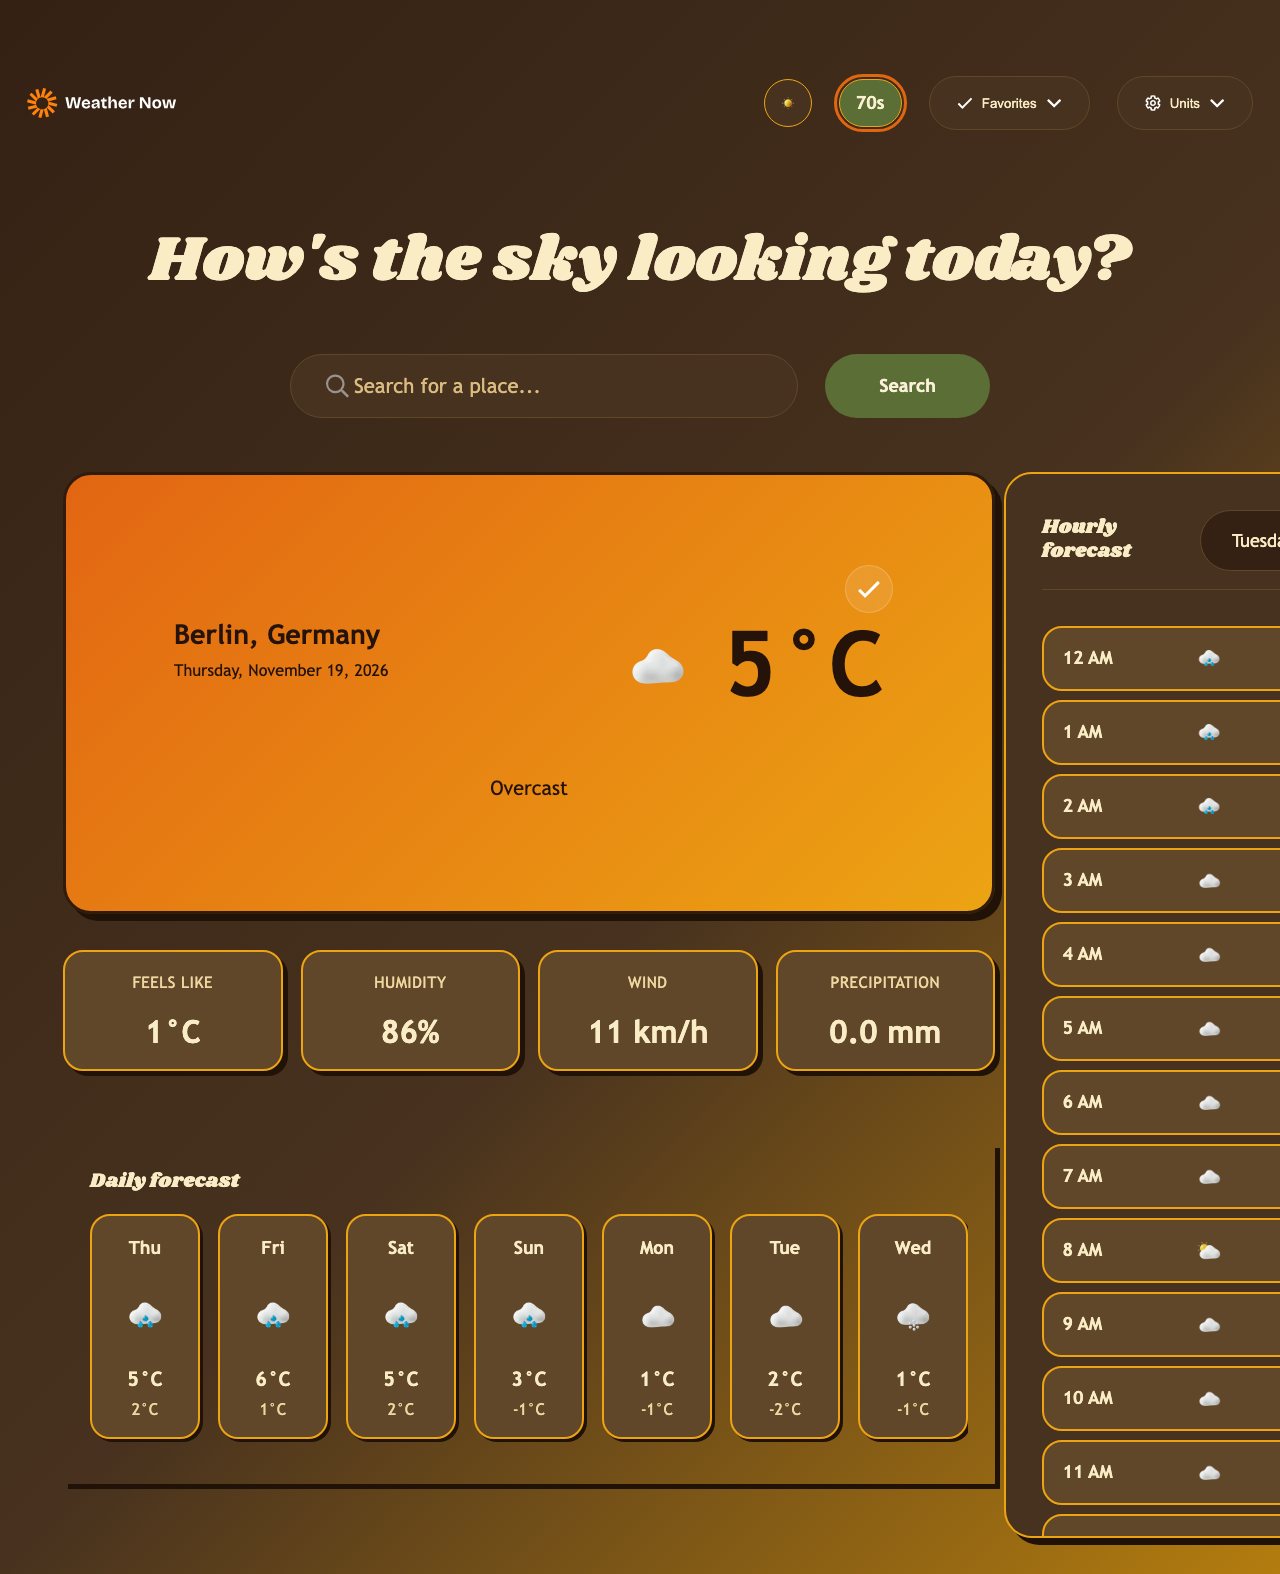 Weather Now
70s
Favorites
Units
How's the sky looking today?
Search for a place...
Search
Berlin, Germany
Thursday, November 19, 2026
5°C
Overcast
FEELS LIKE
1°C
HUMIDITY
86%
WIND
11 km/h
PRECIPITATION
0.0 mm
Daily forecast
Thu
5°C
2°C
Fri
6°C
1°C
Sat
5°C
2°C
Sun
3°C
-1°C
Mon
1°C
-1°C
Tue
2°C
-2°C
Wed
1°C
-1°C
Hourly
forecast
Tuesda
12 AM
1 AM
2 AM
3 AM
4 AM
5 AM
6 AM
7 AM
8 AM
9 AM
10 AM
11 AM